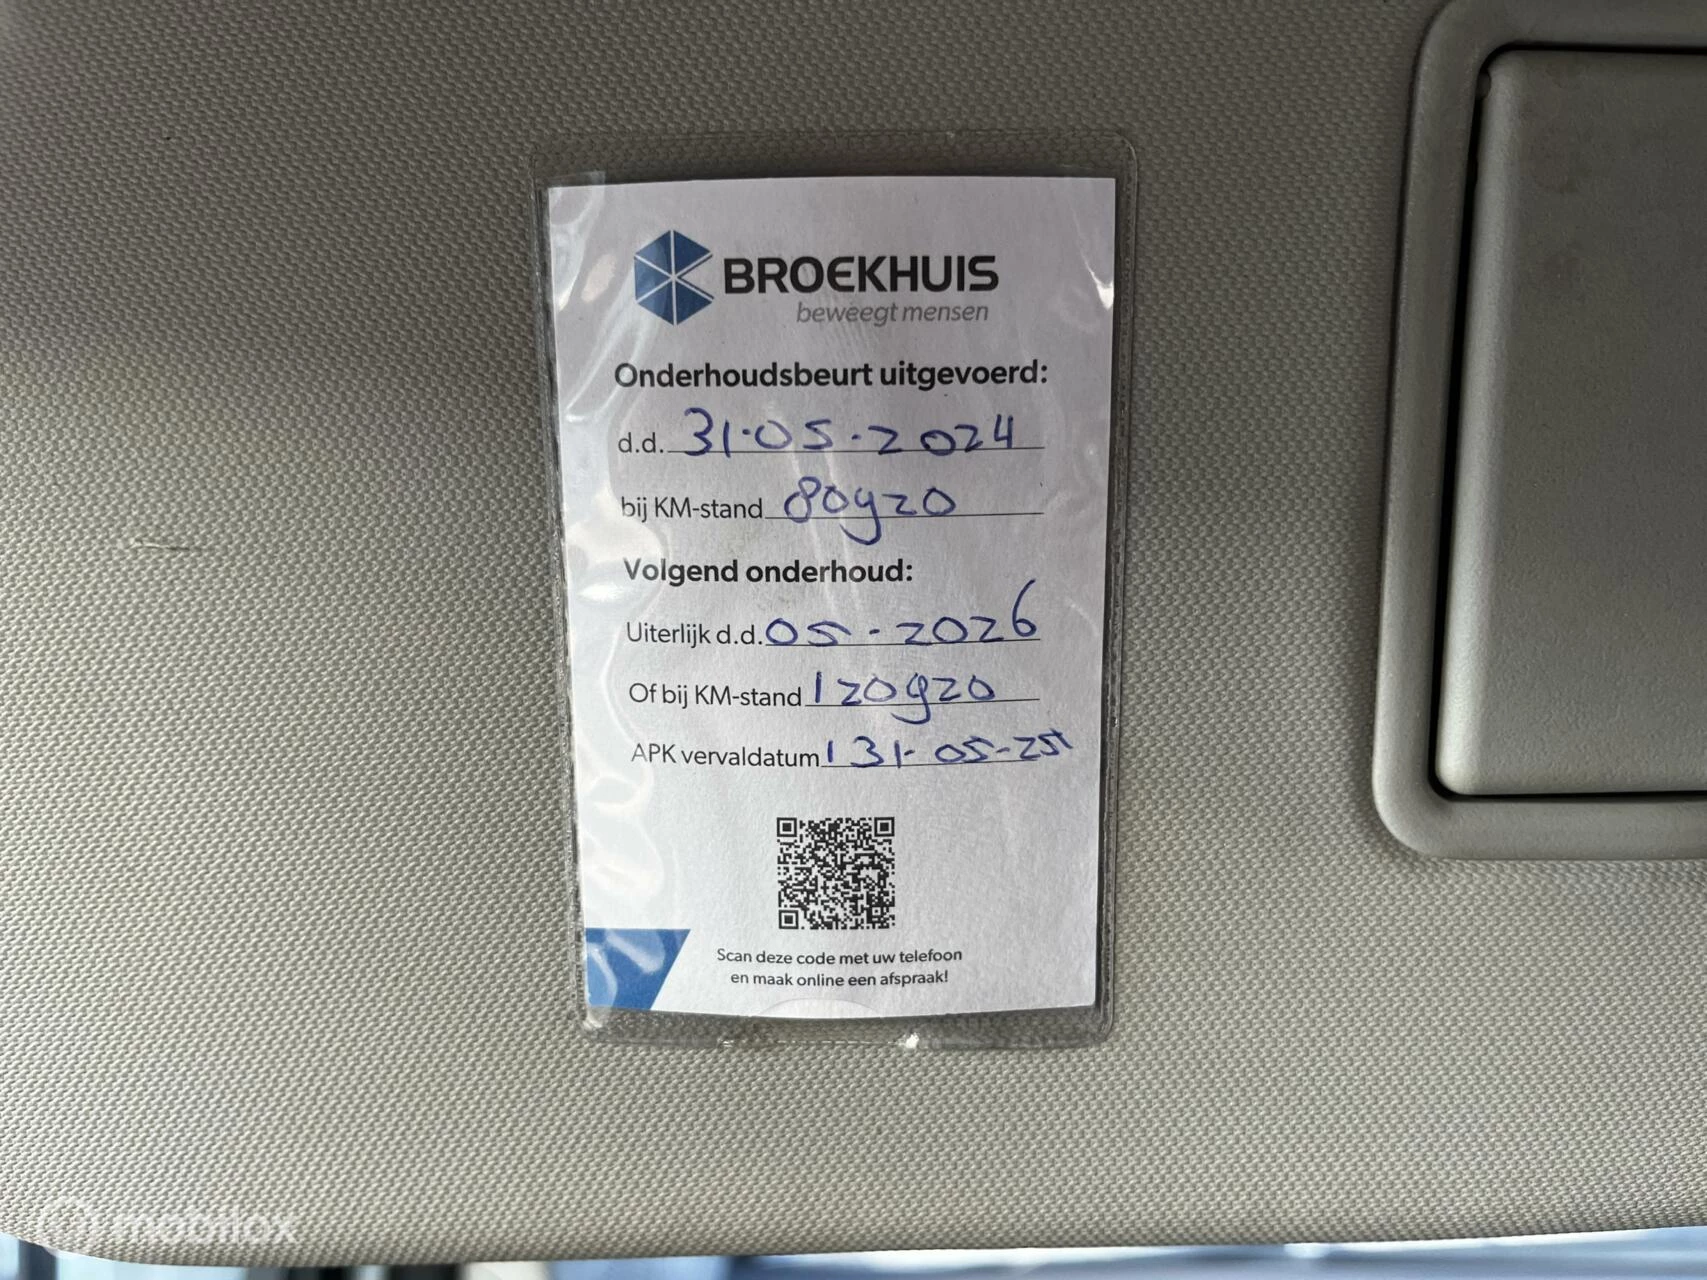 BROEKHUIS
beweegt mensen
Onderhoudsbeurt uitgevoerd:
d.d. 31-05-2024
bij KM-stand 80920
Volgend onderhoud:
Uiterlijk d.d. 05-2026
Of bij KM-stand 120920
APK vervaldatum 31-05-25
Scan deze code met uw telefoon
en maak online een afspraak!
mobilox